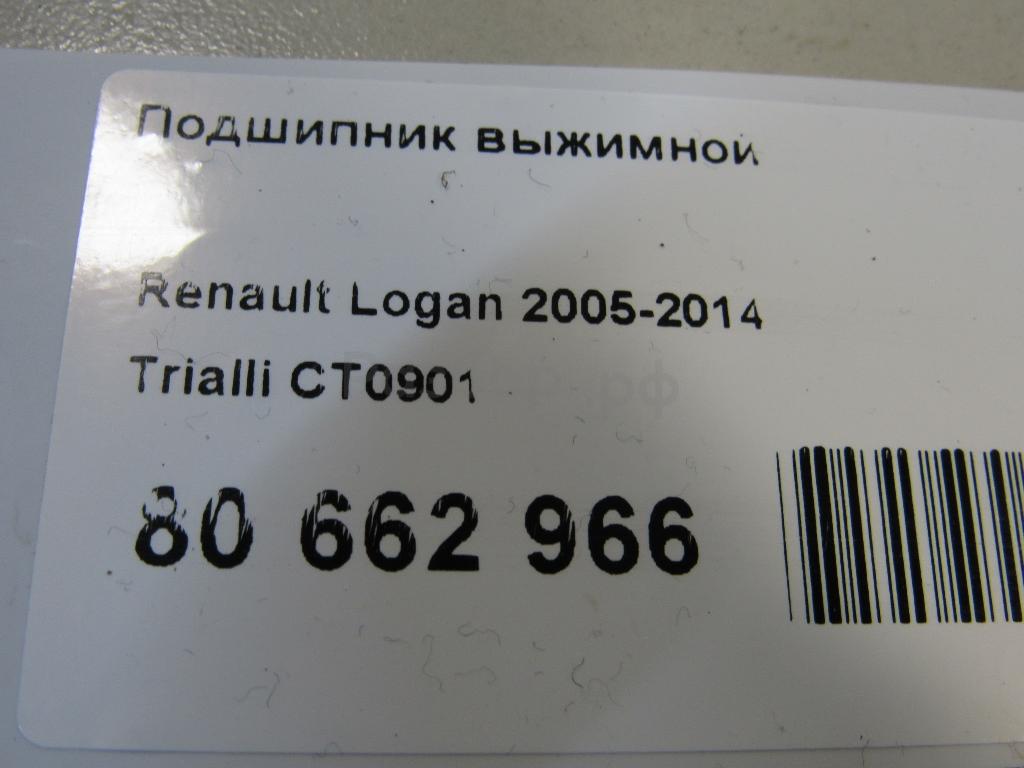 Подшипник выжимной
Renault Logan 2005-2014
Trialli CT0901
80 662 966